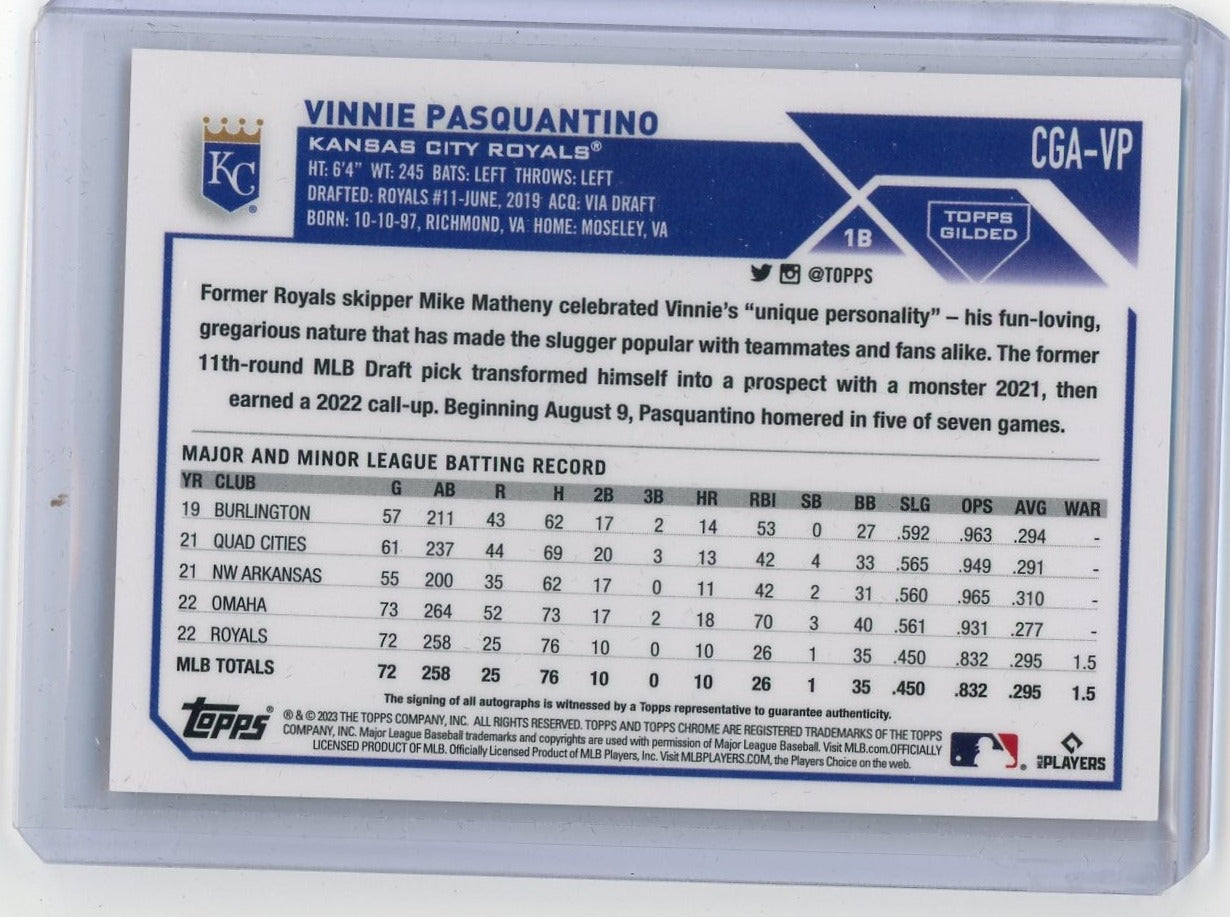 VINNIE PASQUANTINO
KC
KANSAS CITY ROYALS®
HT: 6'4" WT: 245 BATS: LEFT THROWS: LEFT
DRAFTED: ROYALS #11-JUNE, 2019 ACQ: VIA DRAFT
BORN: 10-10-97, RICHMOND, VA HOME: MOSELEY, VA
CGA-VP
TOPPS
GILDED
1B
@TOPPS
Former Royals skipper Mike Matheny celebrated Vinnie's “unique personality” – his fun-loving,
gregarious nature that has made the slugger popular with teammates and fans alike. The former
11th-round MLB Draft pick transformed himself into a prospect with a monster 2021, then
earned a 2022 call-up. Beginning August 9, Pasquantino homered in five of seven games.
MAJOR AND MINOR LEAGUE BATTING RECORD
YR CLUB G AB R H 2B 3B HR RBI SB BB SLG OPS AVG WAR
19 BURLINGTON 57 211 43 62 17 2 14 53 0 27 .592 .963 .294 -
21 QUAD CITIES 61 237 44 69 20 3 13 42 4 33 .565 .949 .291 -
21 NW ARKANSAS 55 200 35 62 17 0 11 42 2 31 .560 .965 .310 -
22 OMAHA 73 264 52 73 17 2 18 70 3 40 .561 .931 .277 -
22 ROYALS 72 258 25 76 10 0 10 26 1 35 .450 .832 .295 1.5
MLB TOTALS 72 258 25 76 10 0 10 26 1 35 .450 .832 .295 1.5
The signing of all autographs is witnessed by a Topps representative to guarantee authenticity.
topps®
® & © 2023 THE TOPPS COMPANY, INC. ALL RIGHTS RESERVED. TOPPS AND TOPPS CHROME ARE REGISTERED TRADEMARKS OF THE TOPPS
COMPANY, INC. Major League Baseball trademarks and copyrights are used with permission of Major League Baseball. Visit MLB.com.OFFICIALLY
LICENSED PRODUCT OF MLB. Officially Licensed Product of MLB Players, Inc. Visit MLBPLAYERS.COM, the Players Choice on the web.
MLB PLAYERS